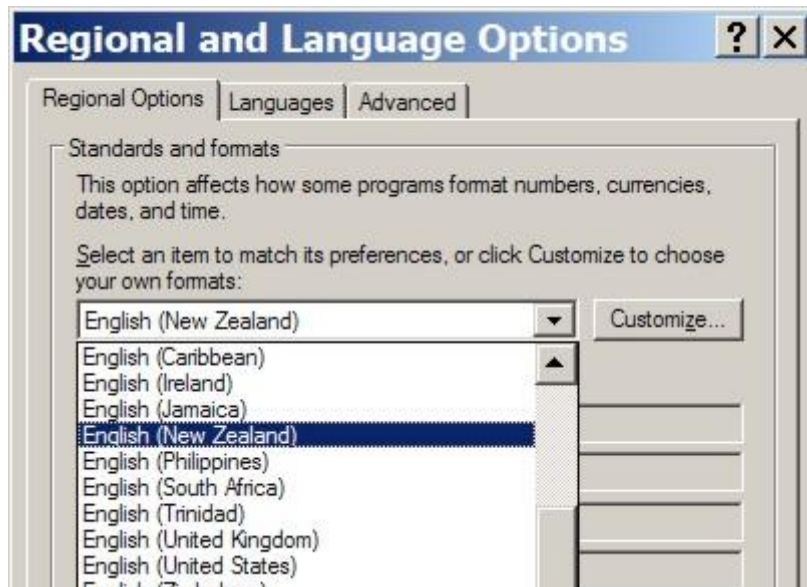 Regional and Language Options
Regional Options Languages Advanced
Standards and formats
This option affects how some programs format numbers, currencies,
dates, and time.
Select an item to match its preferences, or click Customize to choose
your own formats:
English (New Zealand) Customize...
English (Caribbean)
English (Ireland)
English (Jamaica)
English (New Zealand)
English (Philippines)
English (South Africa)
English (Trinidad)
English (United Kingdom)
English (United States)
English